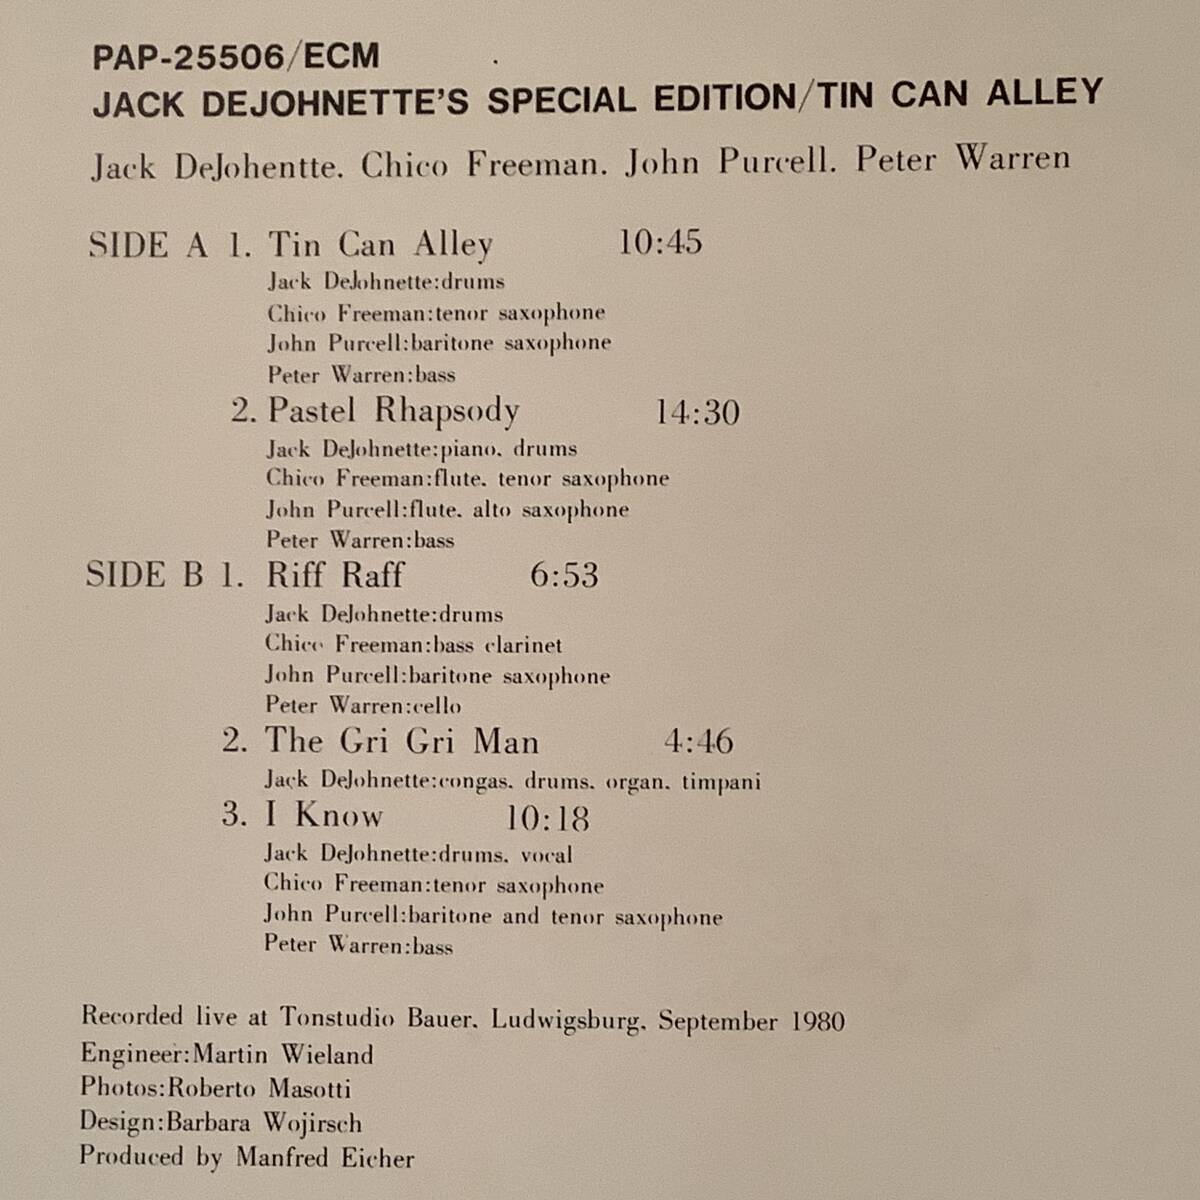 PAP-25506/ECM
JACK DEJOHNETTE'S SPECIAL EDITION/TIN CAN ALLEY
Jack DeJohentte. Chico Freeman. John Purcell. Peter Warren
SIDE A 1. Tin Can Alley 10:45
Jack DeJohnette:drums
Chico Freeman:tenor saxophone
John Purcell:baritone saxophone
Peter Warren:bass
2. Pastel Rhapsody 14:30
Jack DeJohnette:piano. drums
Chico Freeman:flute. tenor saxophone
John Purcell:flute. alto saxophone
Peter Warren:bass
SIDE B 1. Riff Raff 6:53
Jack DeJohnette:drums
Chico Freeman:bass clarinet
John Purcell:baritone saxophone
Peter Warren:cello
2. The Gri Gri Man 4:46
Jack DeJohnette:congas. drums. organ. timpani
3. I Know 10:18
Jack DeJohnette:drums. vocal
Chico Freeman:tenor saxophone
John Purcell:baritone and tenor saxophone
Peter Warren:bass
Recorded live at Tonstudio Bauer. Ludwigsburg. September 1980
Engineer:Martin Wieland
Photos:Roberto Masotti
Design:Barbara Wojirsch
Produced by Manfred Eicher